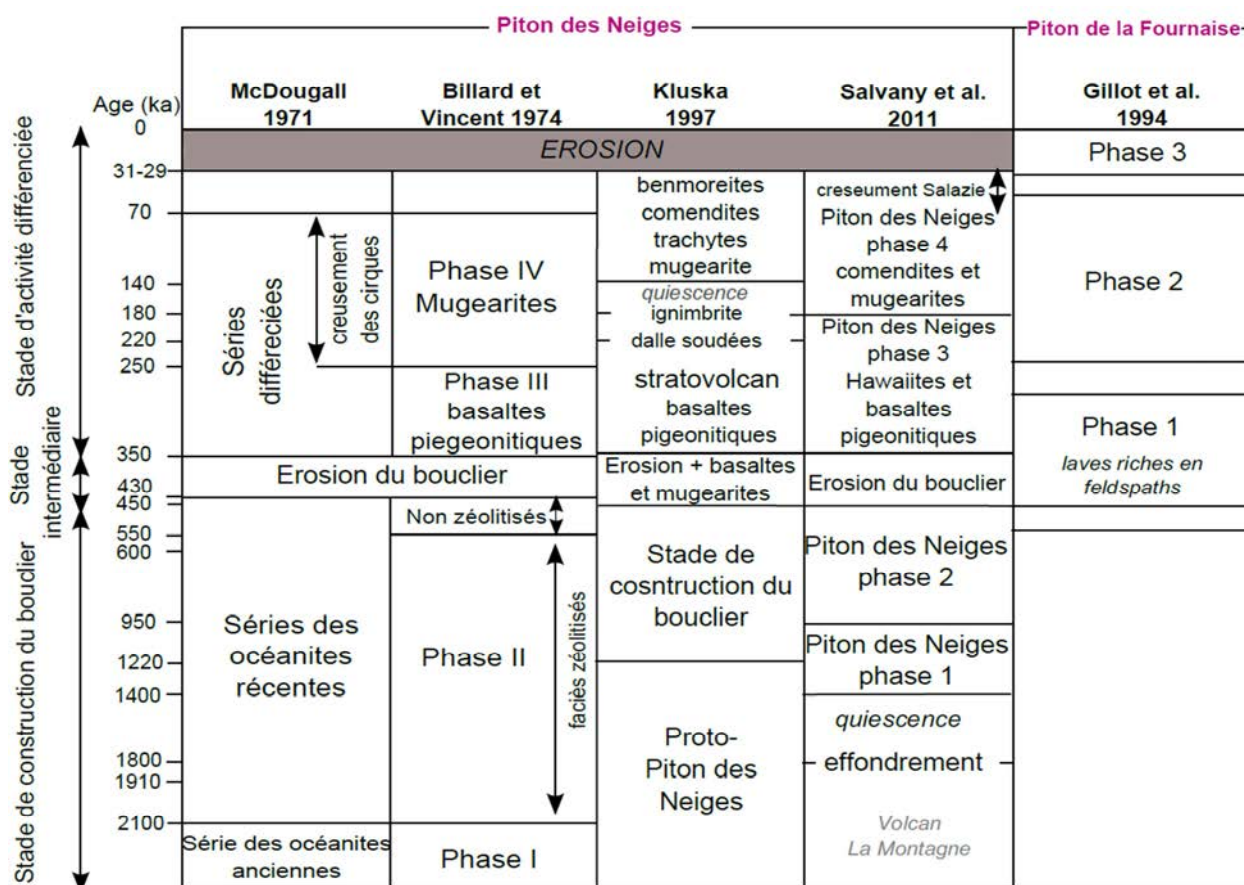 Piton des Neiges
Piton de la Fournaise
Age (ka)
McDougall
1971
Billard et
Vincent 1974
Kluska
1997
Salvany et al.
2011
Gillot et al.
1994
0
31-29
70
140
180
220
250
350
430
450
550
600
950
1220
1400
1800
1910
2100
Stade d'activité différenciée
Stade
intermédiaire
Stade de construction du bouclier
EROSION
Séries
différeciées
creusement
des cirques
Erosion du bouclier
Séries des
océanites
récentes
Série des océanites
anciennes
Phase IV
Mugearites
Phase III
basaltes
piegeonitiques
Non zéolitisés
Phase II
faciès zéolitisés
Phase I
benmoreites
comendites
trachytes
mugearite
quiescence
ignimbrite
dalle soudées
stratovolcan
basaltes
pigeonitiques
Erosion + basaltes
et mugearites
Stade de
cosntruction du
bouclier
Proto-
Piton des
Neiges
creseument Salazie
Piton des Neiges
phase 4
comendites et
mugearites
Piton des Neiges
phase 3
Hawaiites et
basaltes
pigeonitiques
Erosion du bouclier
Piton des Neiges
phase 2
Piton des Neiges
phase 1
quiescence
effondrement
Volcan
La Montagne
Phase 3
Phase 2
Phase 1
laves riches en
feldspaths